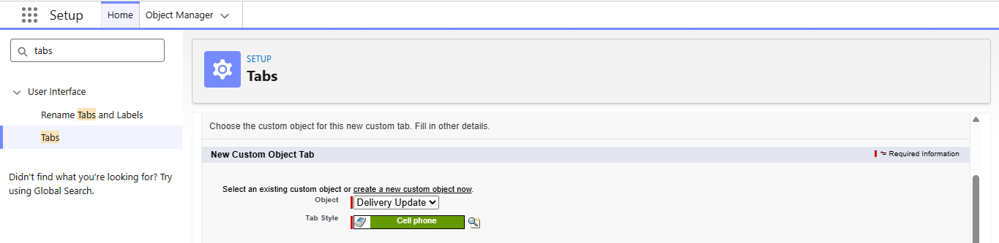 Setup Home Object Manager
tabs
SETUP
Tabs
User Interface
Rename Tabs and Labels
Tabs
Didn't find what you're looking for? Try
using Global Search.
Choose the custom object for this new custom tab. Fill in other details.
New Custom Object Tab
*= Required Information
Select an existing custom object or create a new custom object now.
Object Delivery Update
Tab Style Cell phone